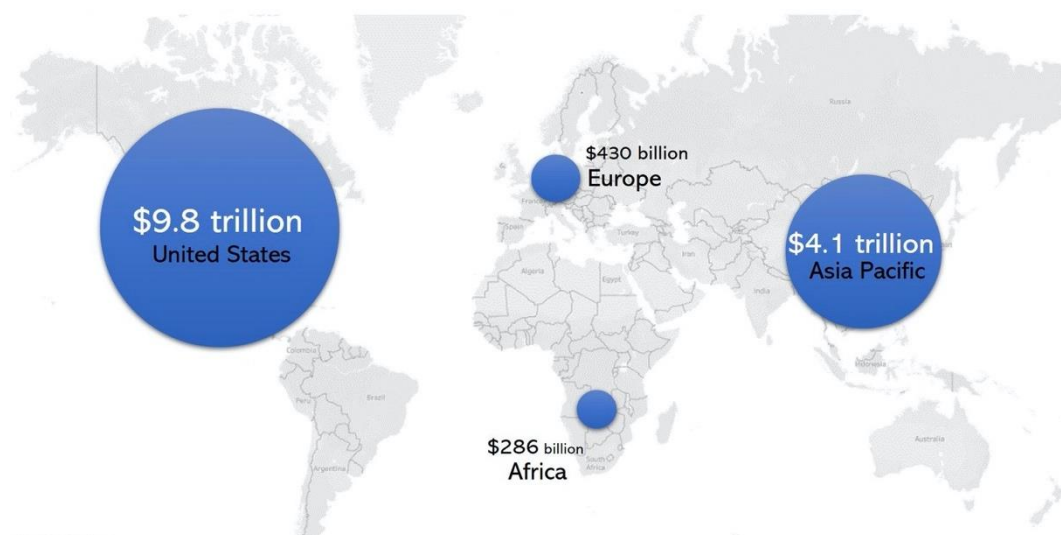 $9.8 trillion
United States
$430 billion
Europe
$4.1 trillion
Asia Pacific
$286 billion
Africa
Russia
France
Spain
Turkey
Iran
Algeria
Egypt
India
Colombia
Peru
Brazil
Indonesia
Australia
South
Africa
Argentina